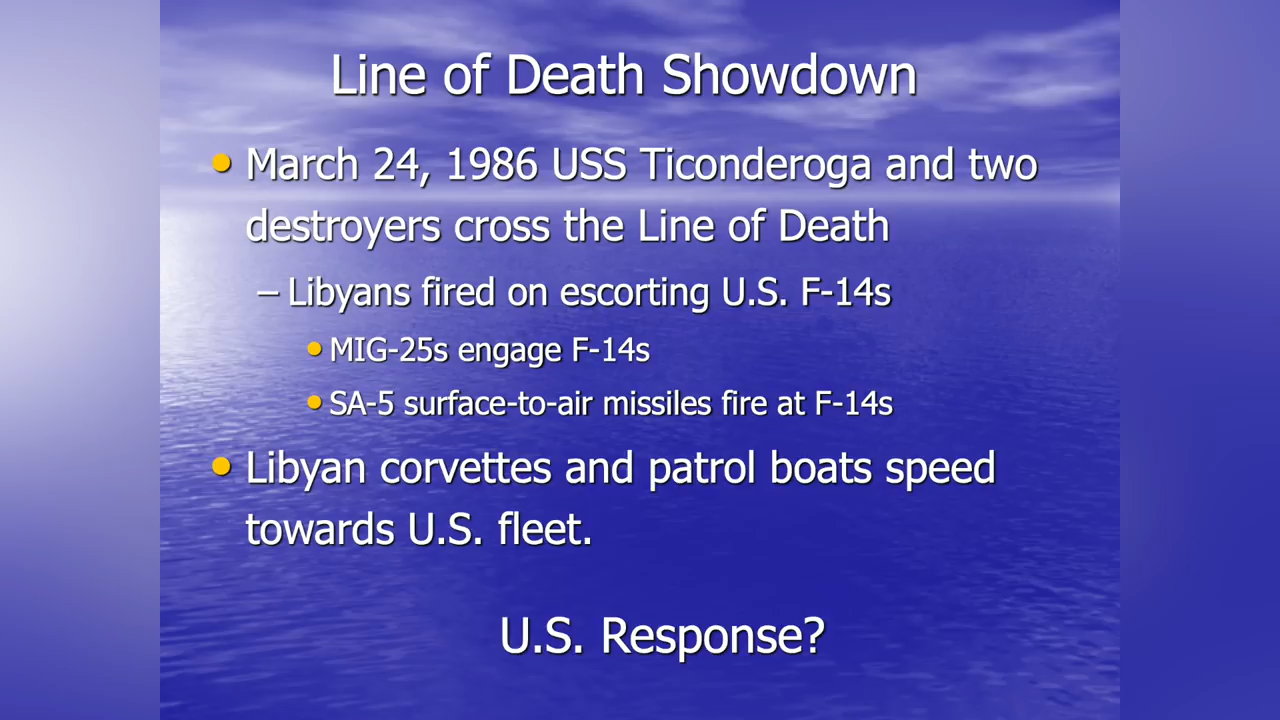 Line of Death Showdown
• March 24, 1986 USS Ticonderoga and two
destroyers cross the Line of Death
– Libyans fired on escorting U.S. F-14s
• MIG-25s engage F-14s
• SA-5 surface-to-air missiles fire at F-14s
• Libyan corvettes and patrol boats speed
towards U.S. fleet.
U.S. Response?